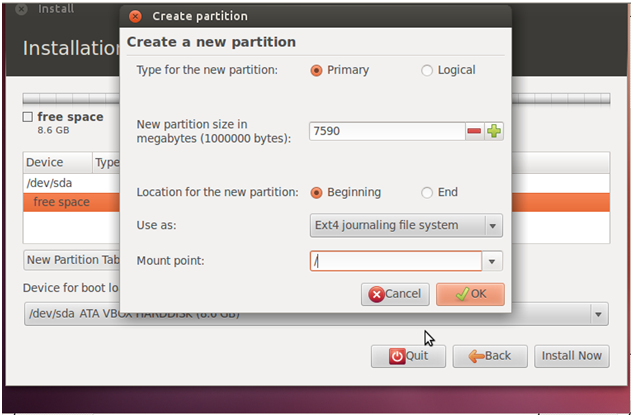 Install
Create partition
Installatio
Create a new partition
Type for the new partition: Primary Logical
free space
8.6 GB
New partition size in
megabytes (1000000 bytes): 7590
Device Type
/dev/sda
free space
Location for the new partition: Beginning End
Use as: Ext4 journaling file system
New Partition Tab
Mount point: /
Device for boot lo
Cancel OK
/dev/sda ATA VBOX HARDDISK (8.6 GB)
Quit Back Install Now